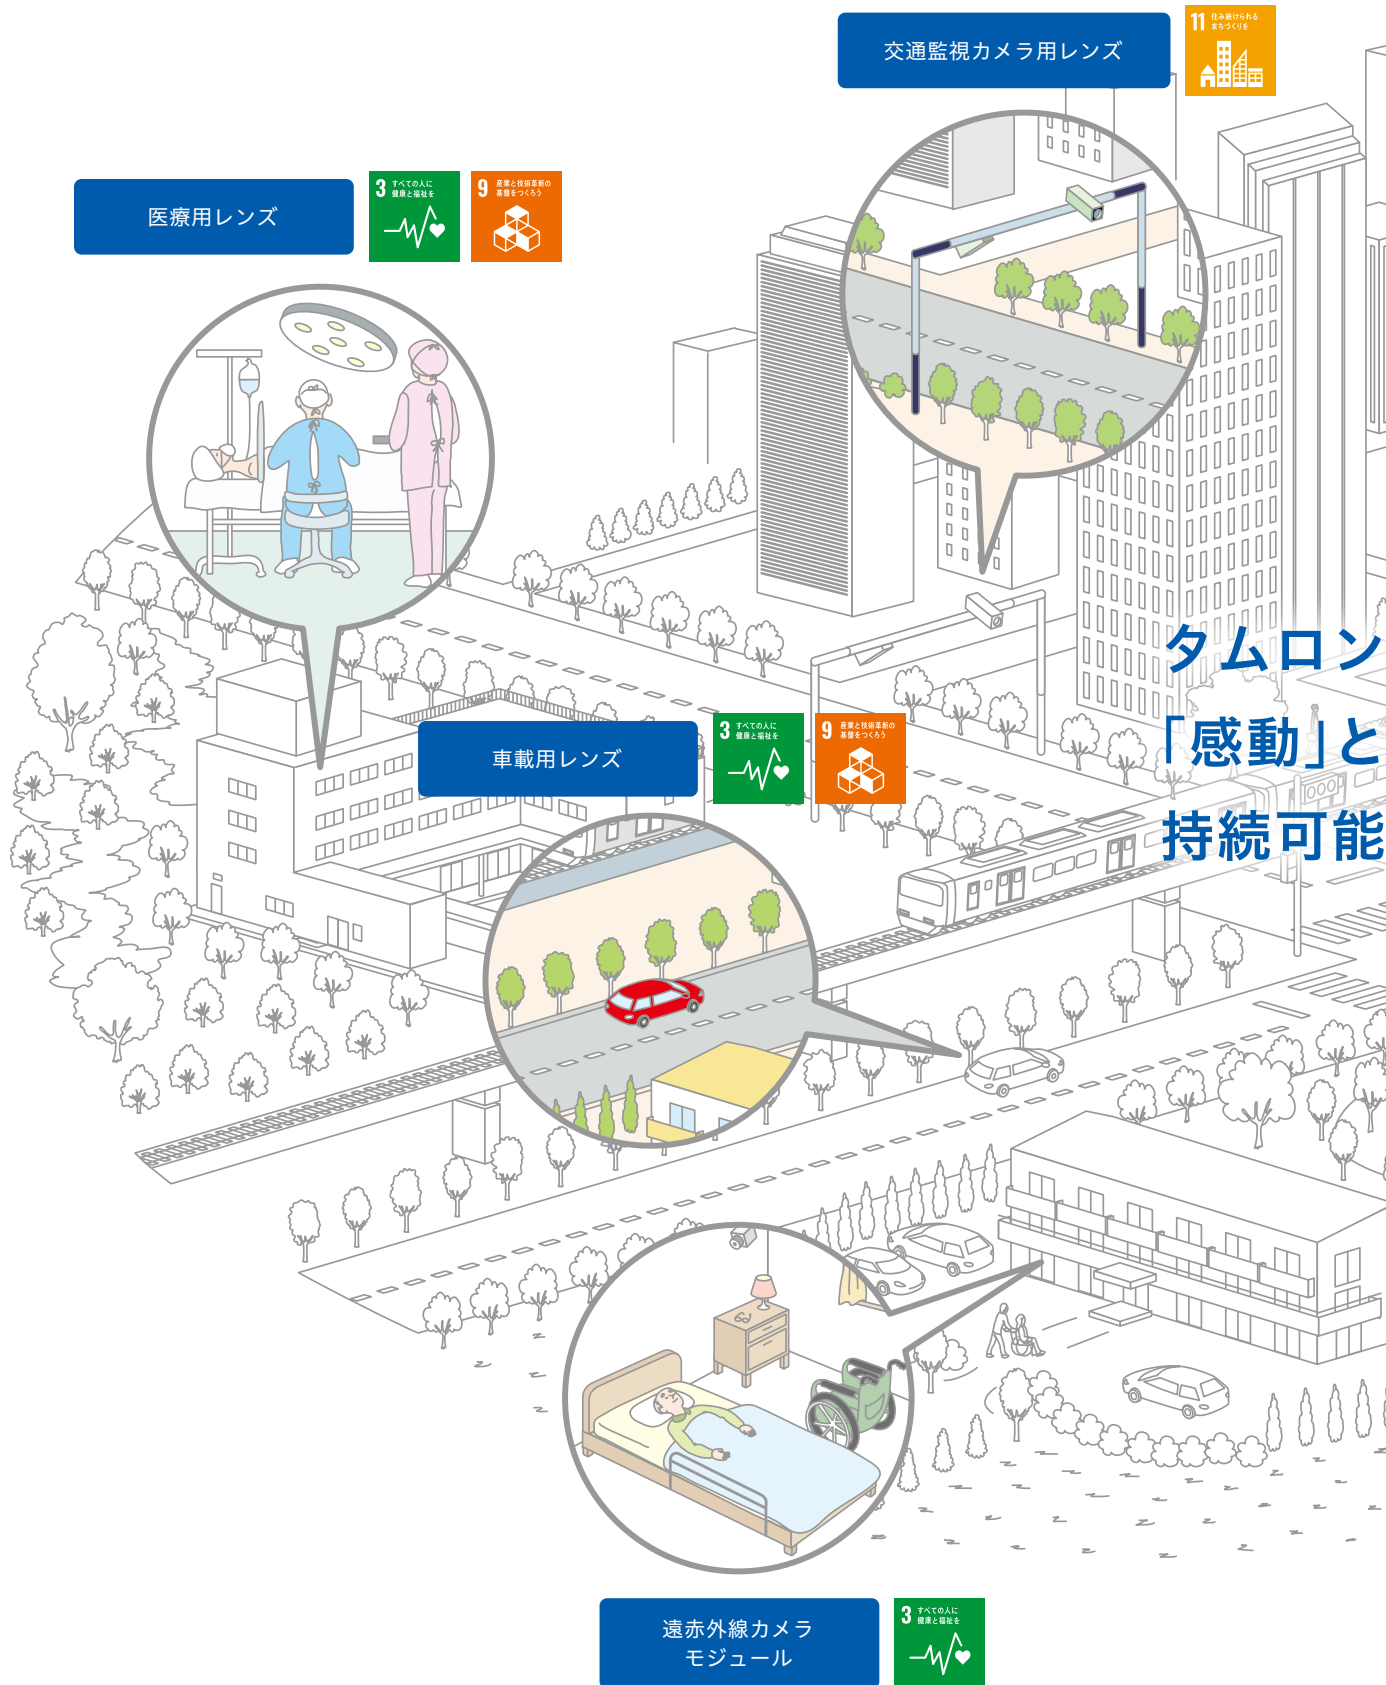 交通監視カメラ用レンズ
11 住み続けられる
まちづくりを
医療用レンズ
3 すべての人に
健康と福祉を
9 産業と技術革新の
基盤をつくろう
タムロン
「感動」と
持続可能
車載用レンズ
3 すべての人に
健康と福祉を
9 産業と技術革新の
基盤をつくろう
遠赤外線カメラ
モジュール
3 すべての人に
健康と福祉を